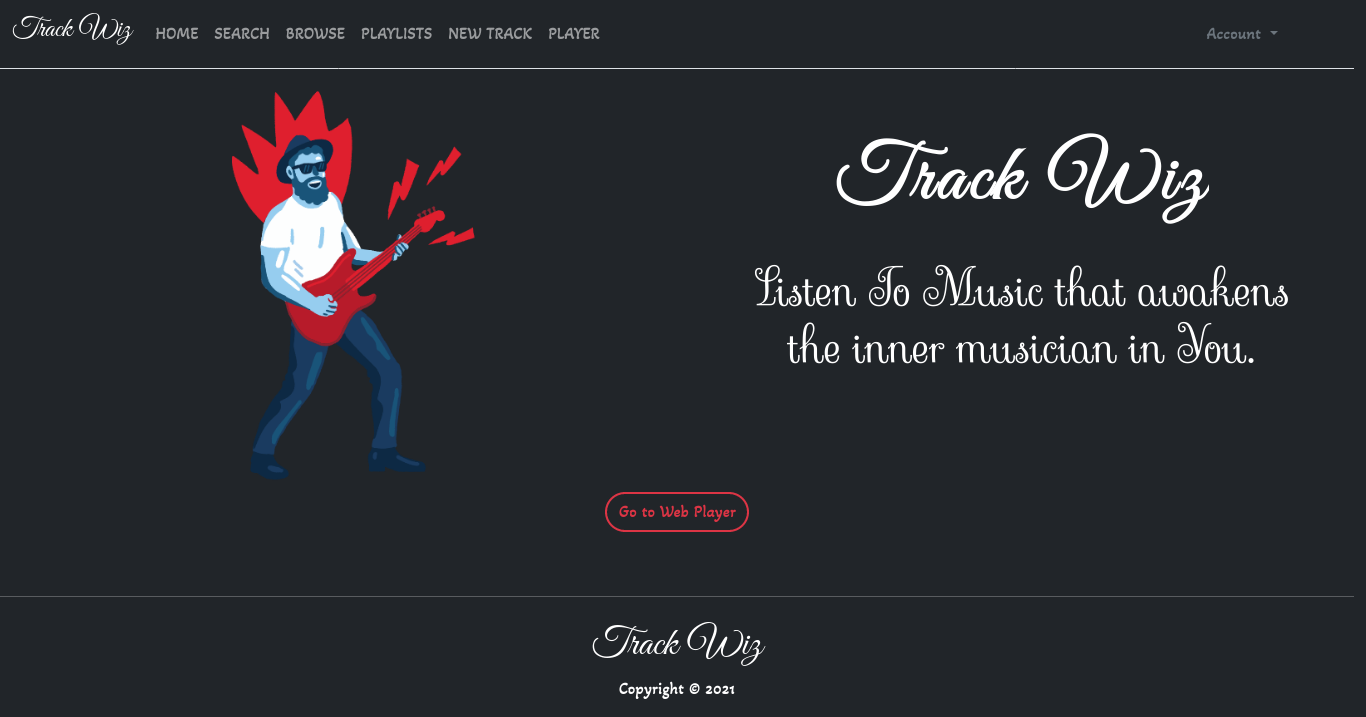 Track Wiz HOME SEARCH BROWSE PLAYLISTS NEW TRACK PLAYER Account
Track Wiz
Listen To Music that awakens
the inner musician in You.
Go to Web Player
Track Wiz
Copyright © 2021